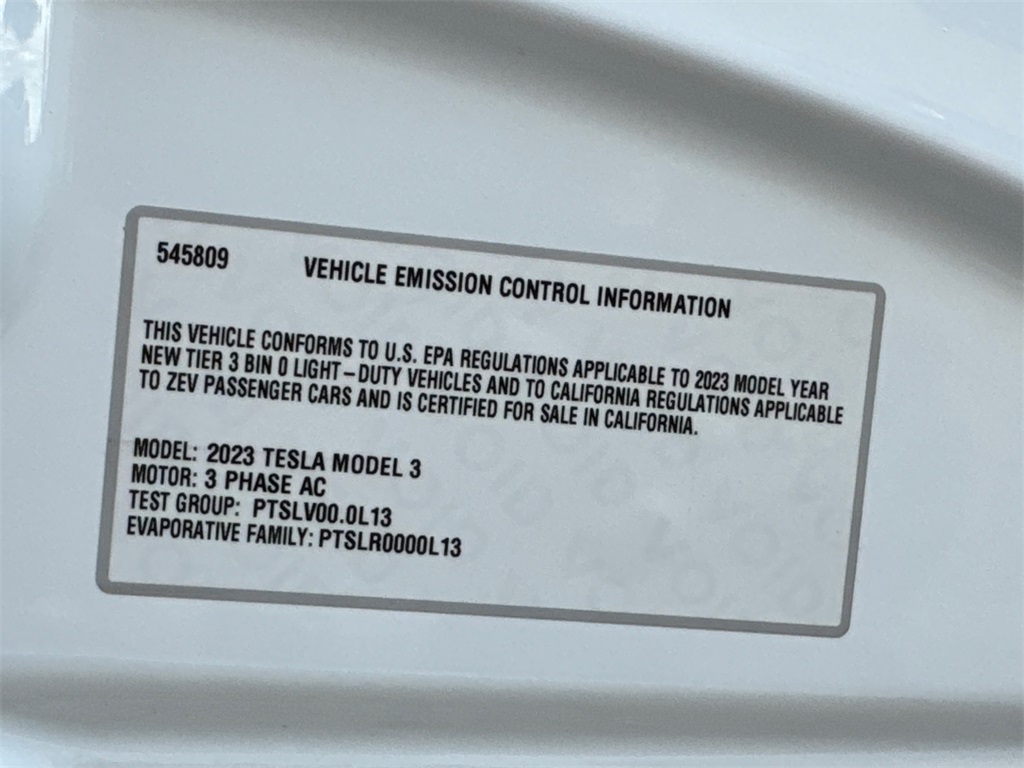 545809 VEHICLE EMISSION CONTROL INFORMATION
THIS VEHICLE CONFORMS TO U.S. EPA REGULATIONS APPLICABLE TO 2023 MODEL YEAR
NEW TIER 3 BIN 0 LIGHT-DUTY VEHICLES AND TO CALIFORNIA REGULATIONS APPLICABLE
TO ZEV PASSENGER CARS AND IS CERTIFIED FOR SALE IN CALIFORNIA.
MODEL: 2023 TESLA MODEL 3
MOTOR: 3 PHASE AC
TEST GROUP: PTSLV00.0L13
EVAPORATIVE FAMILY: PTSLR0000L13